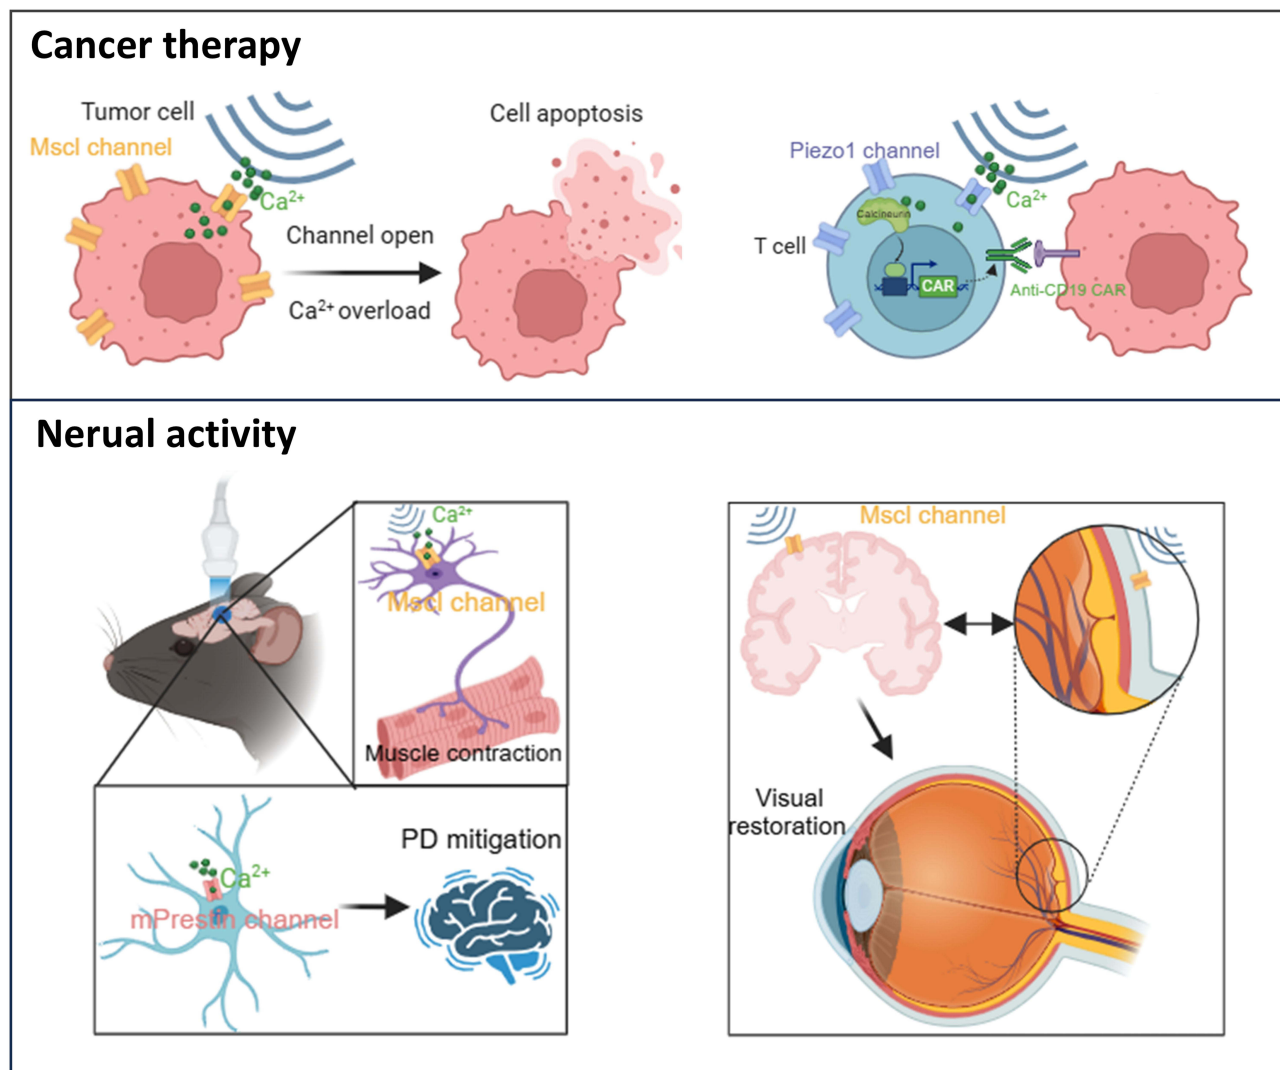 Cancer therapy
Tumor cell
Mscl channel
Ca²⁺
Channel open
Ca²⁺ overload
Cell apoptosis
Piezo1 channel
Ca²⁺
Calcineurin
T cell
CAR
Anti-CD19 CAR
Nerual activity
Ca²⁺
Mscl channel
Muscle contraction
Ca²⁺
mPrestin channel
PD mitigation
Mscl channel
Visual
restoration